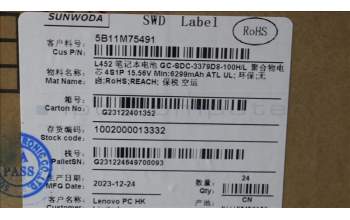 SUNWODA
SWD Label
RoHS
客户料号:
Cus P/N:
5B11M75491
物料名称:
Mat Name:
L452 笔记本电池 GC-SDC-3379D8-100H/L 聚合物电
芯 4S1P 15.56V Min:6299mAh ATL UL; 环保;无
卤;RoHS;REACH; 保税 空运
箱号:
Carton No.
G23122401352
存货编码:
Stock code:
1002000013332
栈号:
PalletSN:
G231224649700093
生产日期:
MFG Date:
2023-12-24
数量:
Qty:
24
客户名称:
Customer
Lenovo PC HK
产地:
CN
PASS